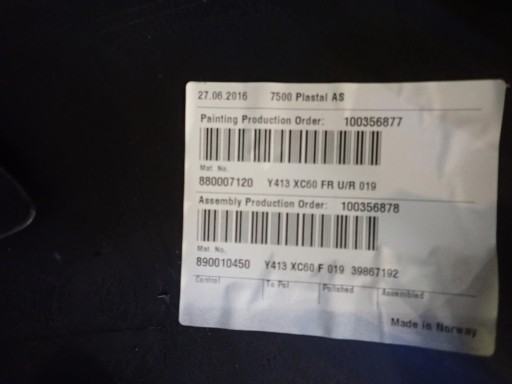 27.06.2016 7500 Plastal AS
Painting Production Order: 100356877
Mat. No.
880007120 Y413 XC60 FR U/R 019
Assembly Production Order: 100356878
Mat. No.
890010450 Y413 XC60 F 019 39867192
Control To Pol Polished Assembled
Made in Norway